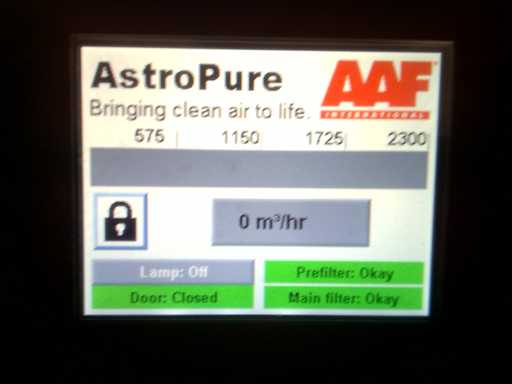 AstroPure
AAF
INTERNATIONAL
Bringing clean air to life.
575 1150 1725 2300
0 m³/hr
Lamp: Off
Prefilter: Okay
Door: Closed
Main filter: Okay